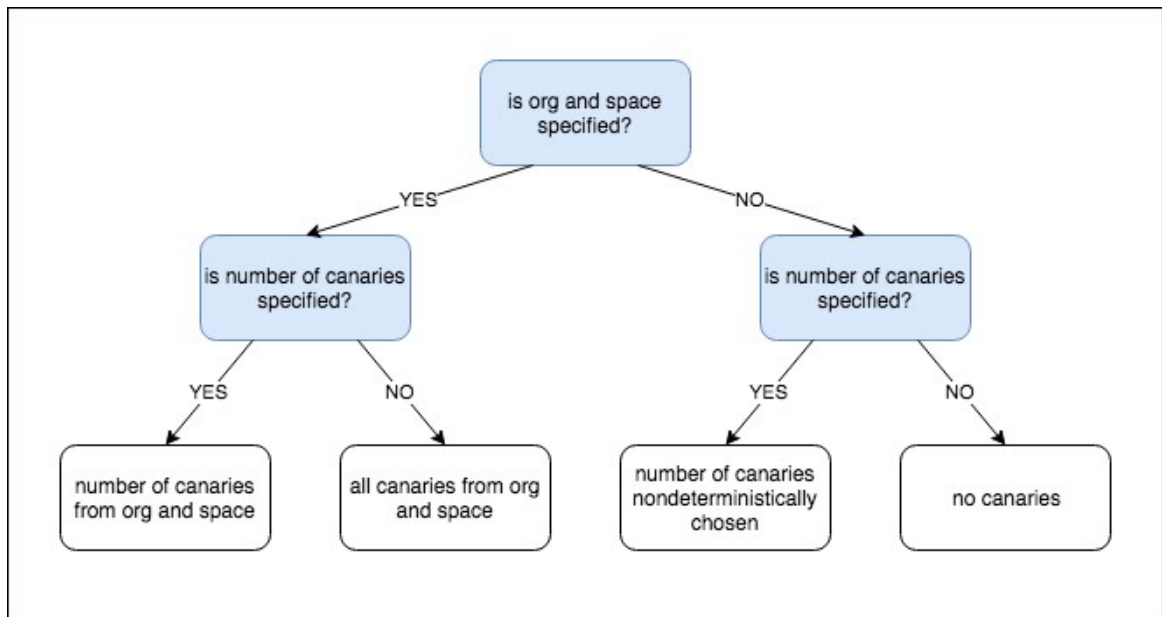 is org and space
specified?
YES
NO
is number of canaries
specified?
is number of canaries
specified?
YES
NO
YES
NO
number of canaries
from org and space
all canaries from org
and space
number of canaries
nondeterministically
chosen
no canaries